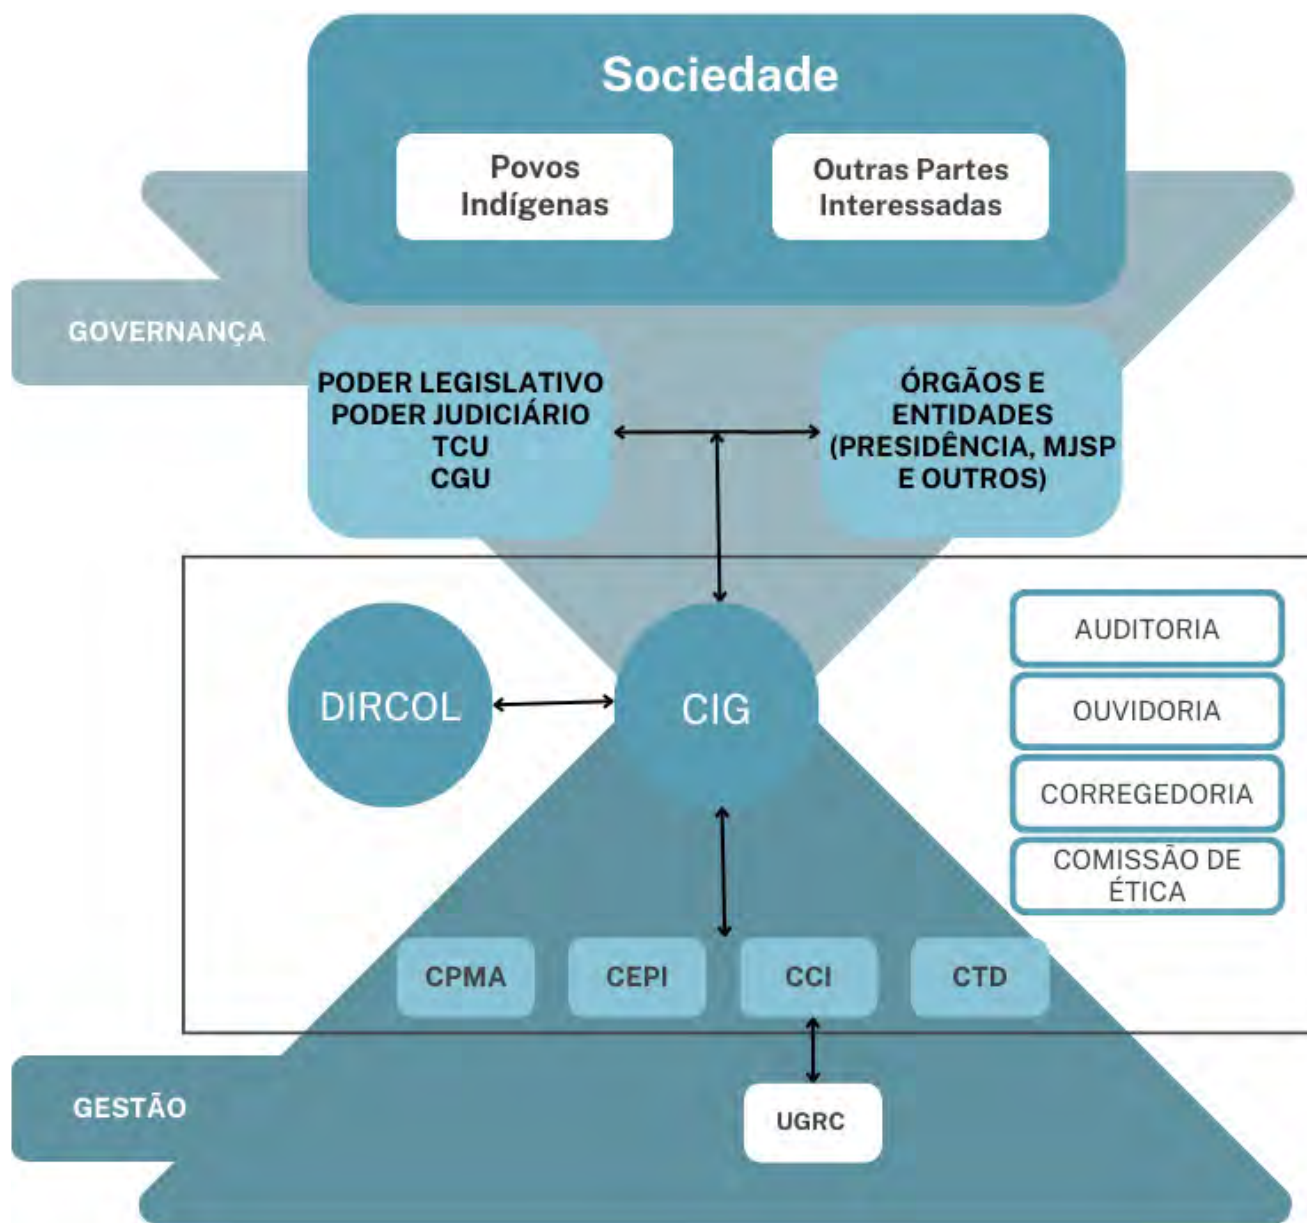 Sociedade
Povos
Indígenas
Outras Partes
Interessadas
GOVERNANÇA
PODER LEGISLATIVO
PODER JUDICIÁRIO
TCU
CGU
ÓRGÃOS E
ENTIDADES
(PRESIDÊNCIA, MJSP
E OUTROS)
DIRCOL
CIG
AUDITORIA
OUVIDORIA
CORREGEDORIA
COMISSÃO DE
ÉTICA
CPMA
CEPI
CCI
CTD
GESTÃO
UGRC